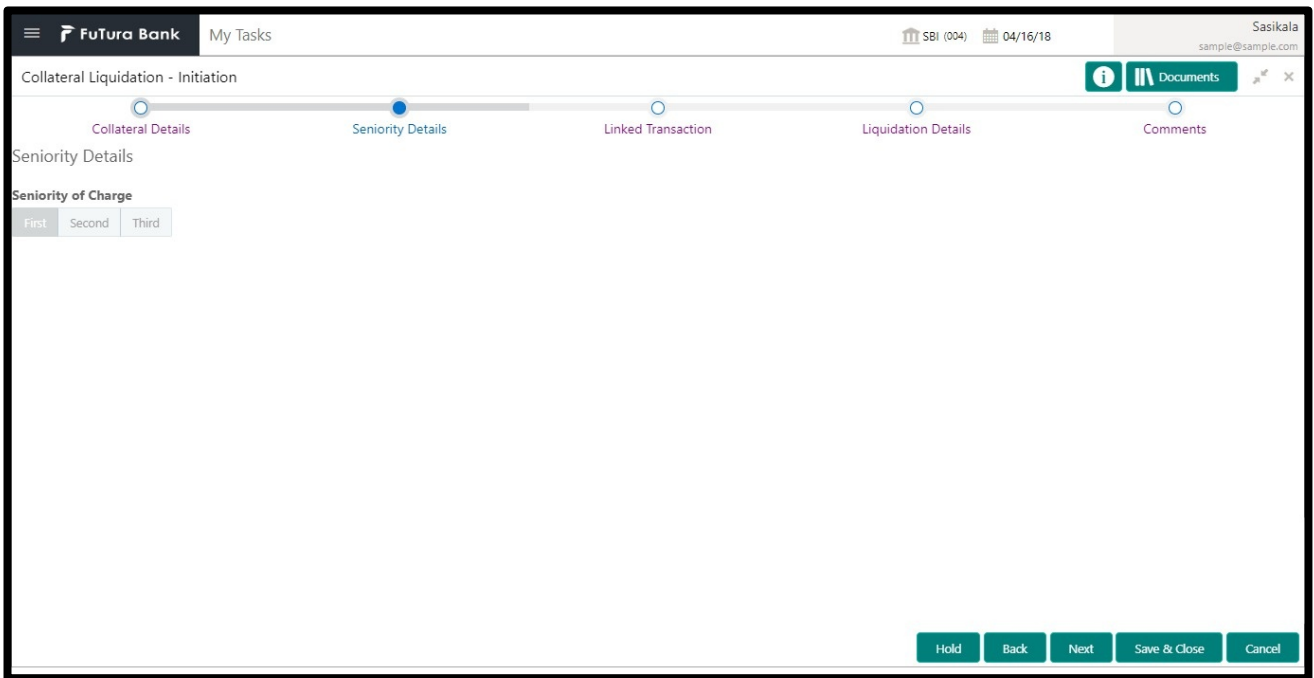 FuTura Bank My Tasks SBI (004) 04/16/18 Sasikala
sample@sample.com
Collateral Liquidation - Initiation i Documents
Collateral Details Seniority Details Linked Transaction Liquidation Details Comments
Seniority Details
Seniority of Charge
First Second Third
Hold Back Next Save & Close Cancel